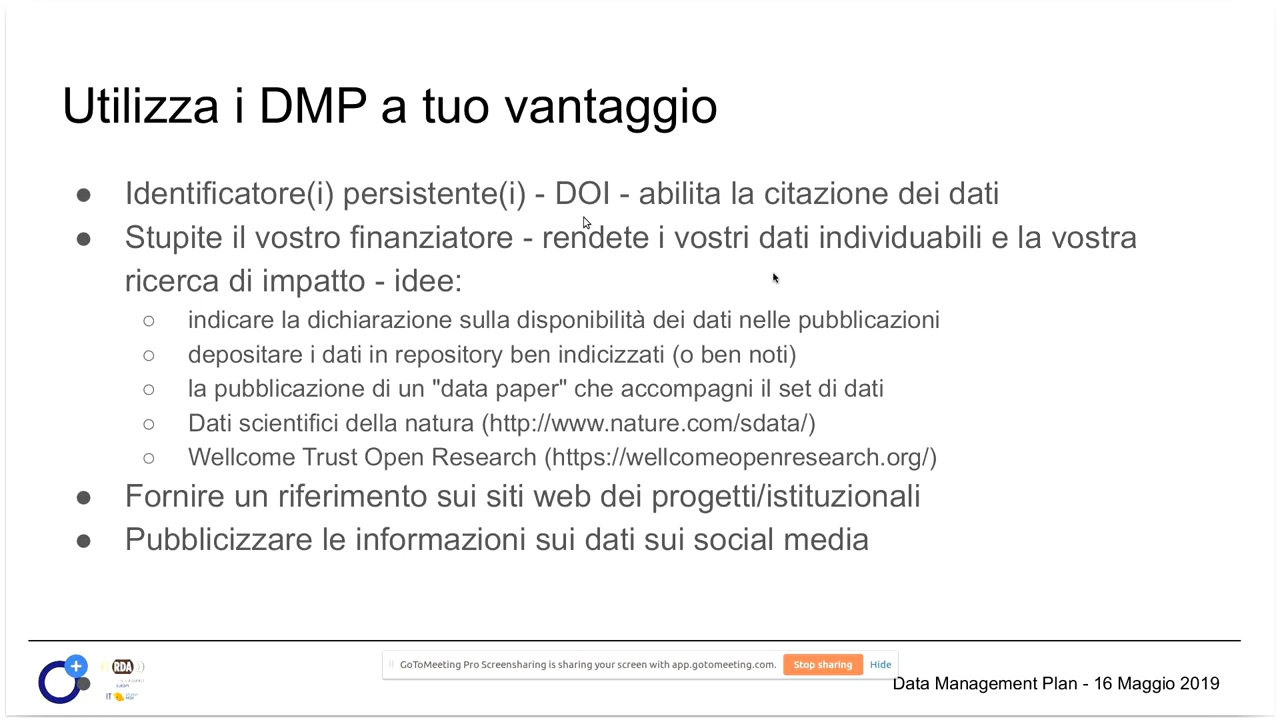 Utilizza i DMP a tuo vantaggio
● Identificatore(i) persistente(i) - DOI - abilita la citazione dei dati
● Stupite il vostro finanziatore - rendete i vostri dati individuabili e la vostra
ricerca di impatto - idee:
○ indicare la dichiarazione sulla disponibilità dei dati nelle pubblicazioni
○ depositare i dati in repository ben indicizzati (o ben noti)
○ la pubblicazione di un "data paper" che accompagni il set di dati
○ Dati scientifici della natura (http://www.nature.com/sdata/)
○ Wellcome Trust Open Research (https://wellcomeopenresearch.org/)
● Fornire un riferimento sui siti web dei progetti/istituzionali
● Pubblicizzare le informazioni sui dati sui social media
RDA
IT
GoToMeeting Pro Screensharing is sharing your screen with app.gotomeeting.com. Stop sharing Hide
Data Management Plan - 16 Maggio 2019